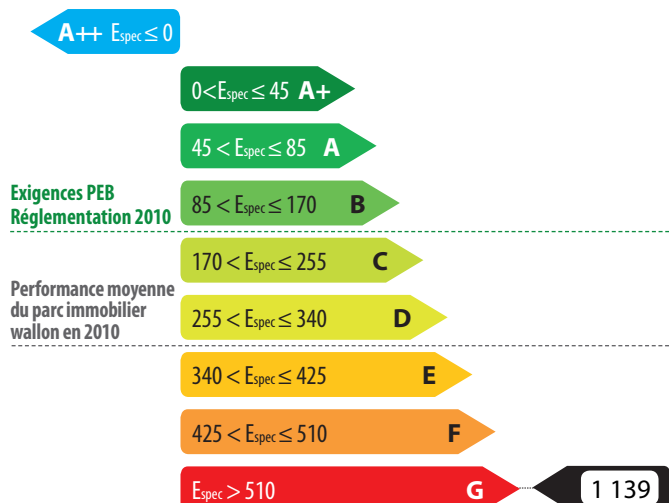 A++ Espec ≤ 0
0<Espec ≤ 45 A+
45 < Espec ≤ 85 A
Exigences PEB
Réglementation 2010
85 < Espec ≤ 170 B
170 < Espec ≤ 255 C
Performance moyenne
du parc immobilier
wallon en 2010
255 < Espec ≤ 340 D
340 < Espec ≤ 425 E
425 < Espec ≤ 510 F
Espec > 510 G 1 139